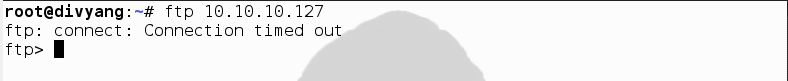 root@divyang:~# ftp 10.10.10.127
ftp: connect: Connection timed out
ftp>